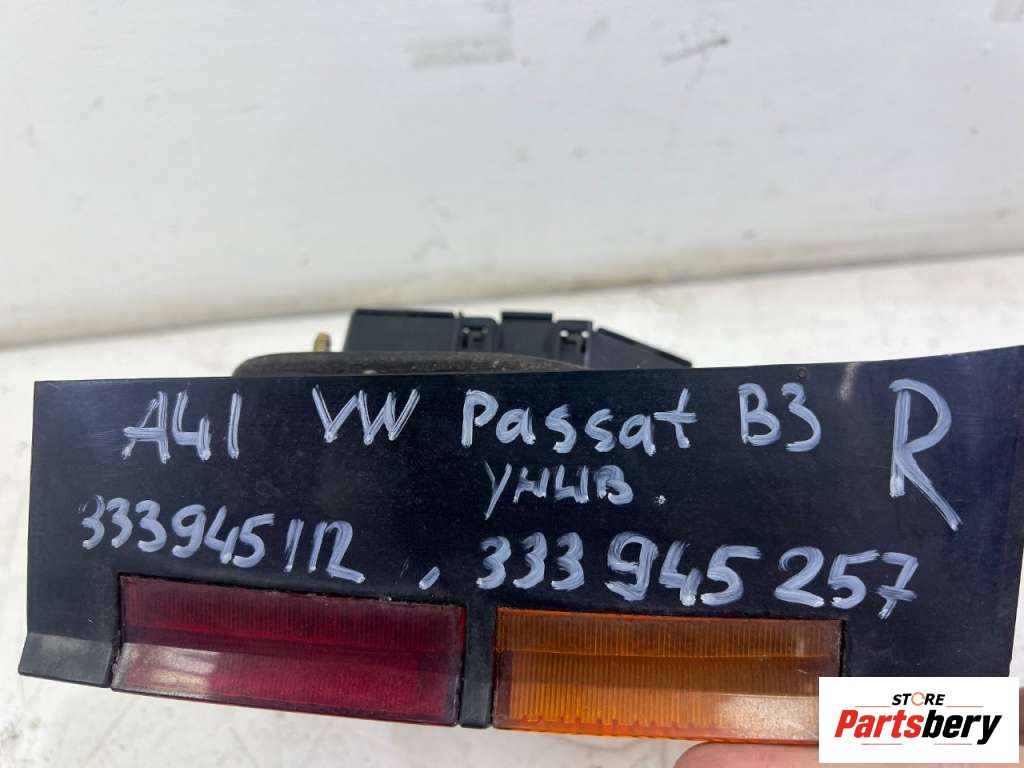 A41 VW Passat B3 R
УНИВ
333945112 , 333 945 257
STORE
Partsbery